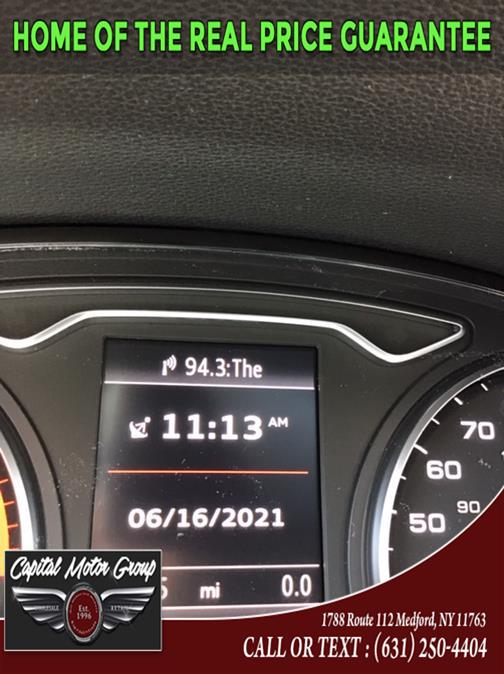 HOME OF THE REAL PRICE GUARANTEE
94.3:The
11:13 AM
06/16/2021
mi 0.0
70
60
50
90
Capital Motor Group
WHOLESALE
RETAIL
Est.
1996
1788 Route 112 Medford, NY 11763
CALL OR TEXT : (631) 250-4404